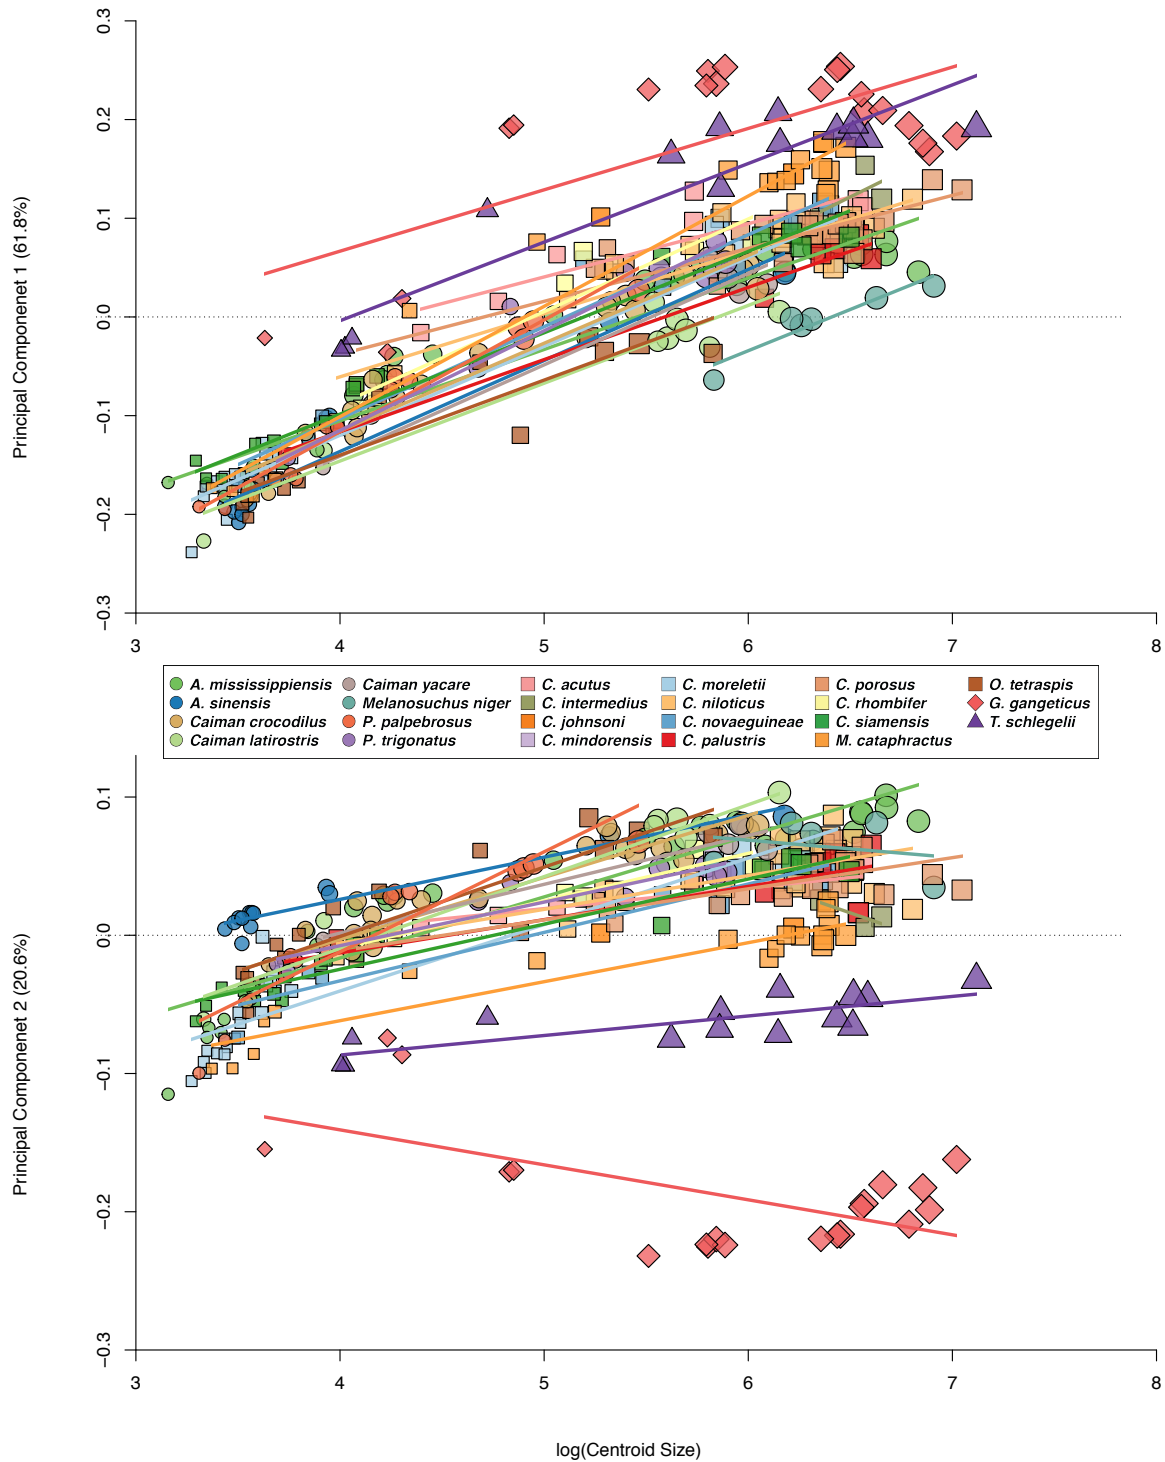 0.3
0.2
0.1
0.0
−0.1
−0.2
−0.3
Principal Componenet 1 (61.8%)
3 4 5 6 7 8
A. mississippiensis Caiman yacare C. acutus C. moreletii C. porosus O. tetraspis
A. sinensis Melanosuchus niger C. intermedius C. niloticus C. rhombifer G. gangeticus
Caiman crocodilus P. palpebrosus C. johnsoni C. novaeguineae C. siamensis T. schlegelii
Caiman latirostris P. trigonatus C. mindorensis C. palustris M. cataphractus
0.1
0.0
−0.1
−0.2
−0.3
Principal Componenet 2 (20.6%)
3 4 5 6 7 8
log(Centroid Size)